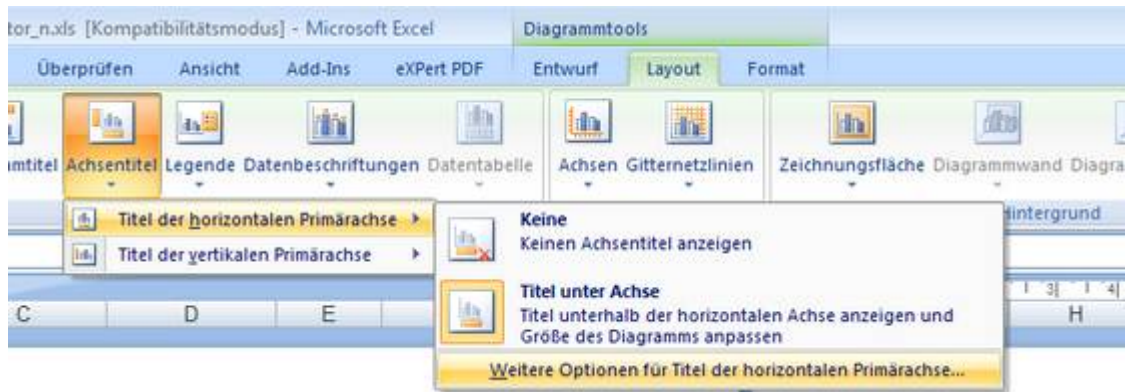 tor_n.xls [Kompatibilitätsmodus] - Microsoft Excel Diagrammtools
Überprüfen Ansicht Add-Ins eXPert PDF Entwurf Layout Format
mtitel Achsentitel Legende Datenbeschriftungen Datentabelle Achsen Gitternetzlinien Zeichnungsfläche Diagrammwand Diagra
Titel der horizontalen Primärachse
Titel der vertikalen Primärachse
Keine
Keinen Achsentitel anzeigen
Hintergrund
Titel unter Achse
Titel unterhalb der horizontalen Achse anzeigen und
Größe des Diagramms anpassen
Weitere Optionen für Titel der horizontalen Primärachse...
3 4
C D E H